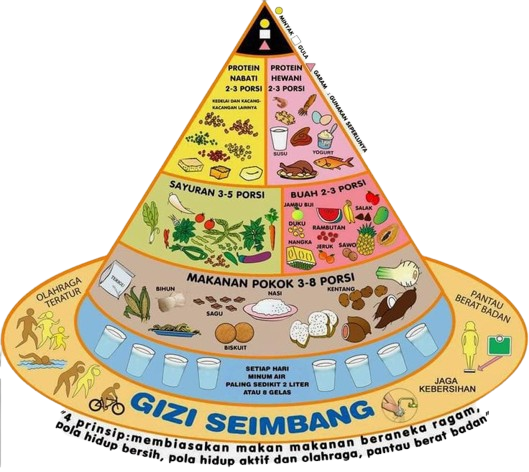 MINYAK GULA GARAM : GUNAKAN SEPERLUNYA
PROTEIN
NABATI
2-3 PORSI
KEDELAI DAN KACANG-
KACANGAN LAINNYA
PROTEIN
HEWANI
2-3 PORSI
SUSU
YOGURT
SAYURAN 3-5 PORSI
BUAH 2-3 PORSI
JAMBU BIJI
SALAK
DUKU
RAMBUTAN
NANGKA
JERUK
SAWO
MAKANAN POKOK 3-8 PORSI
BIHUN
NASI
KENTANG
SAGU
BISKUIT
OLAHRAGA
TERATUR
PANTAU
BERAT BADAN
SETIAP HARI
MINUM AIR
PALING SEDIKIT 2 LITER
ATAU 8 GELAS
JAGA
KEBERSIHAN
GIZI SEIMBANG
"4 prinsip:membiasakan makan makanan beraneka ragam,
pola hidup bersih, pola hidup aktif dan olahraga, pantau berat badan"